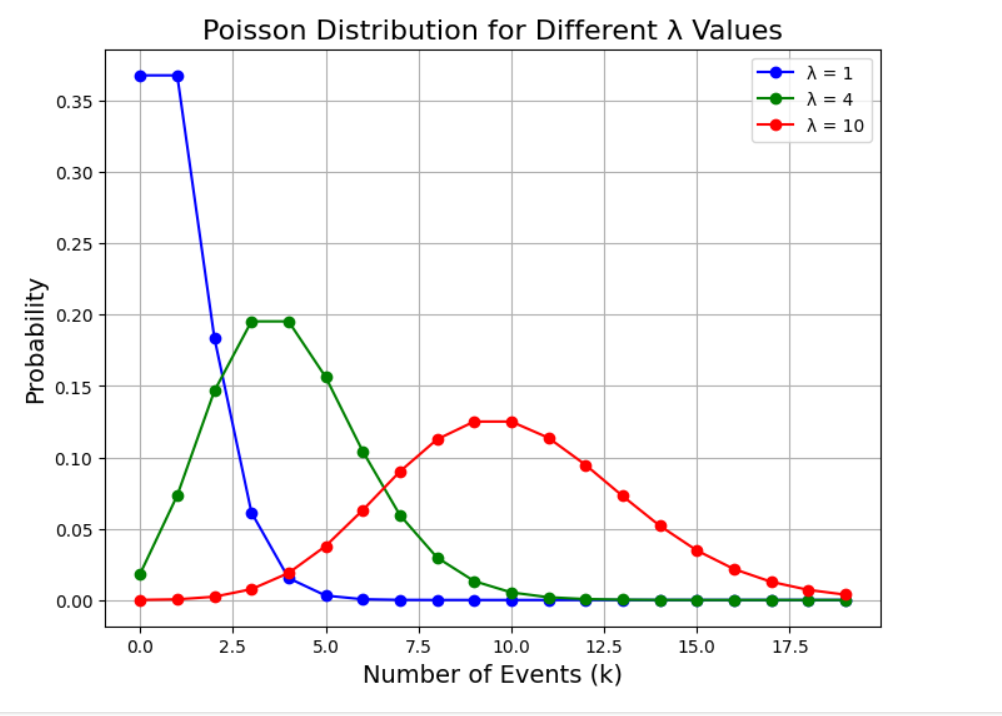 Poisson Distribution for Different λ Values
λ = 1
λ = 4
λ = 10
0.35
0.30
0.25
0.20
0.15
0.10
0.05
0.00
Probability
0.0 2.5 5.0 7.5 10.0 12.5 15.0 17.5
Number of Events (k)